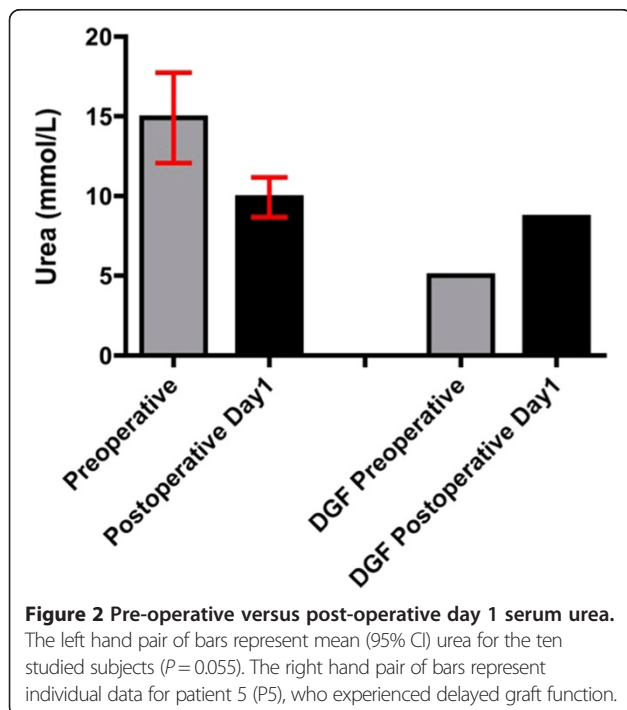 20
15
10
5
0
Urea (mmol/L)
Preoperative
Postoperative Day1
DGF Preoperative
DGF Postoperative Day1
Figure 2 Pre-operative versus post-operative day 1 serum urea.
The left hand pair of bars represent mean (95% CI) urea for the ten
studied subjects (P = 0.055). The right hand pair of bars represent
individual data for patient 5 (P5), who experienced delayed graft function.